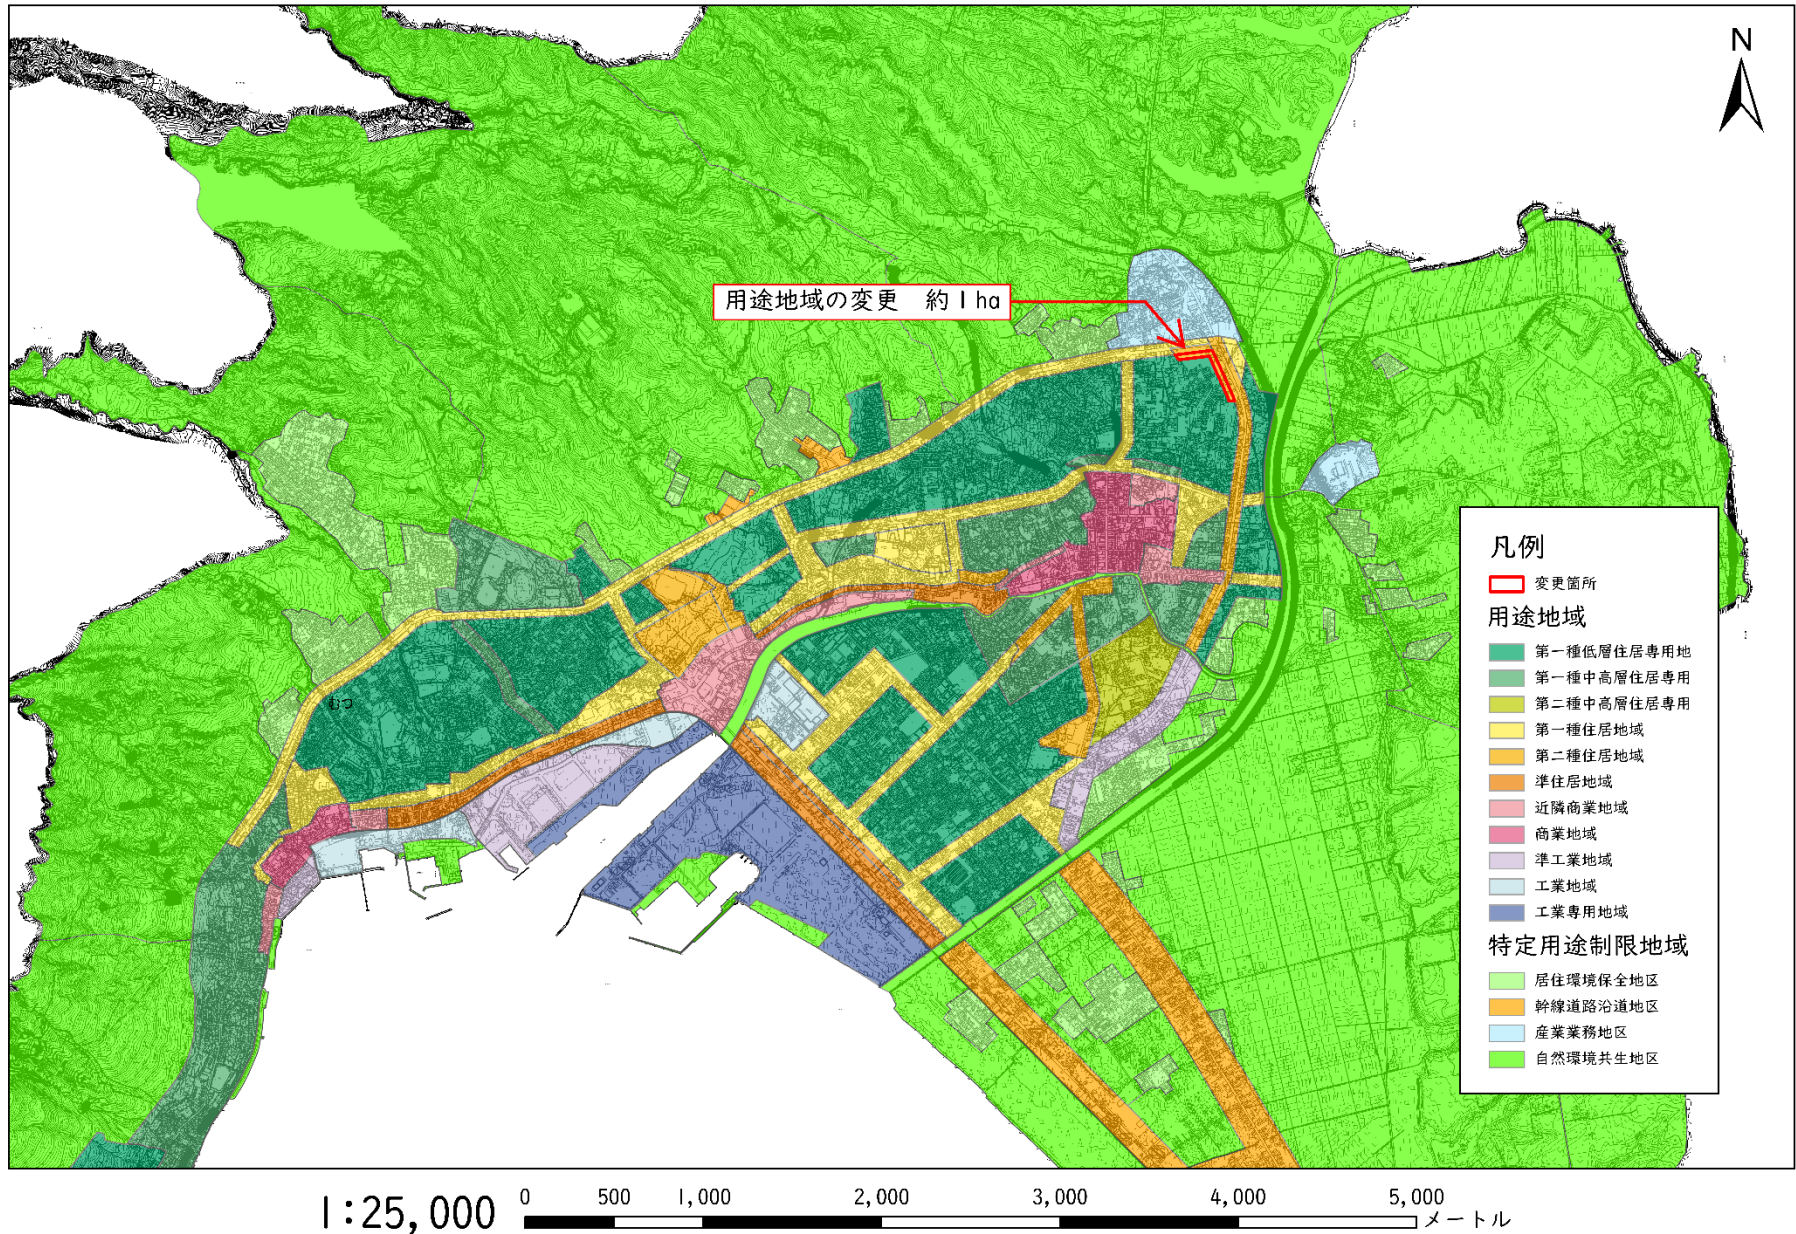 N
用途地域の変更　約1ha
むつ
凡例
変更箇所
用途地域
第一種低層住居専用地
第一種中高層住居専用
第二種中高層住居専用
第一種住居地域
第二種住居地域
準住居地域
近隣商業地域
商業地域
準工業地域
工業地域
工業専用地域
特定用途制限地域
居住環境保全地区
幹線道路沿道地区
産業業務地区
自然環境共生地区
1:25,000
0 500 1,000 2,000 3,000 4,000 5,000
メートル